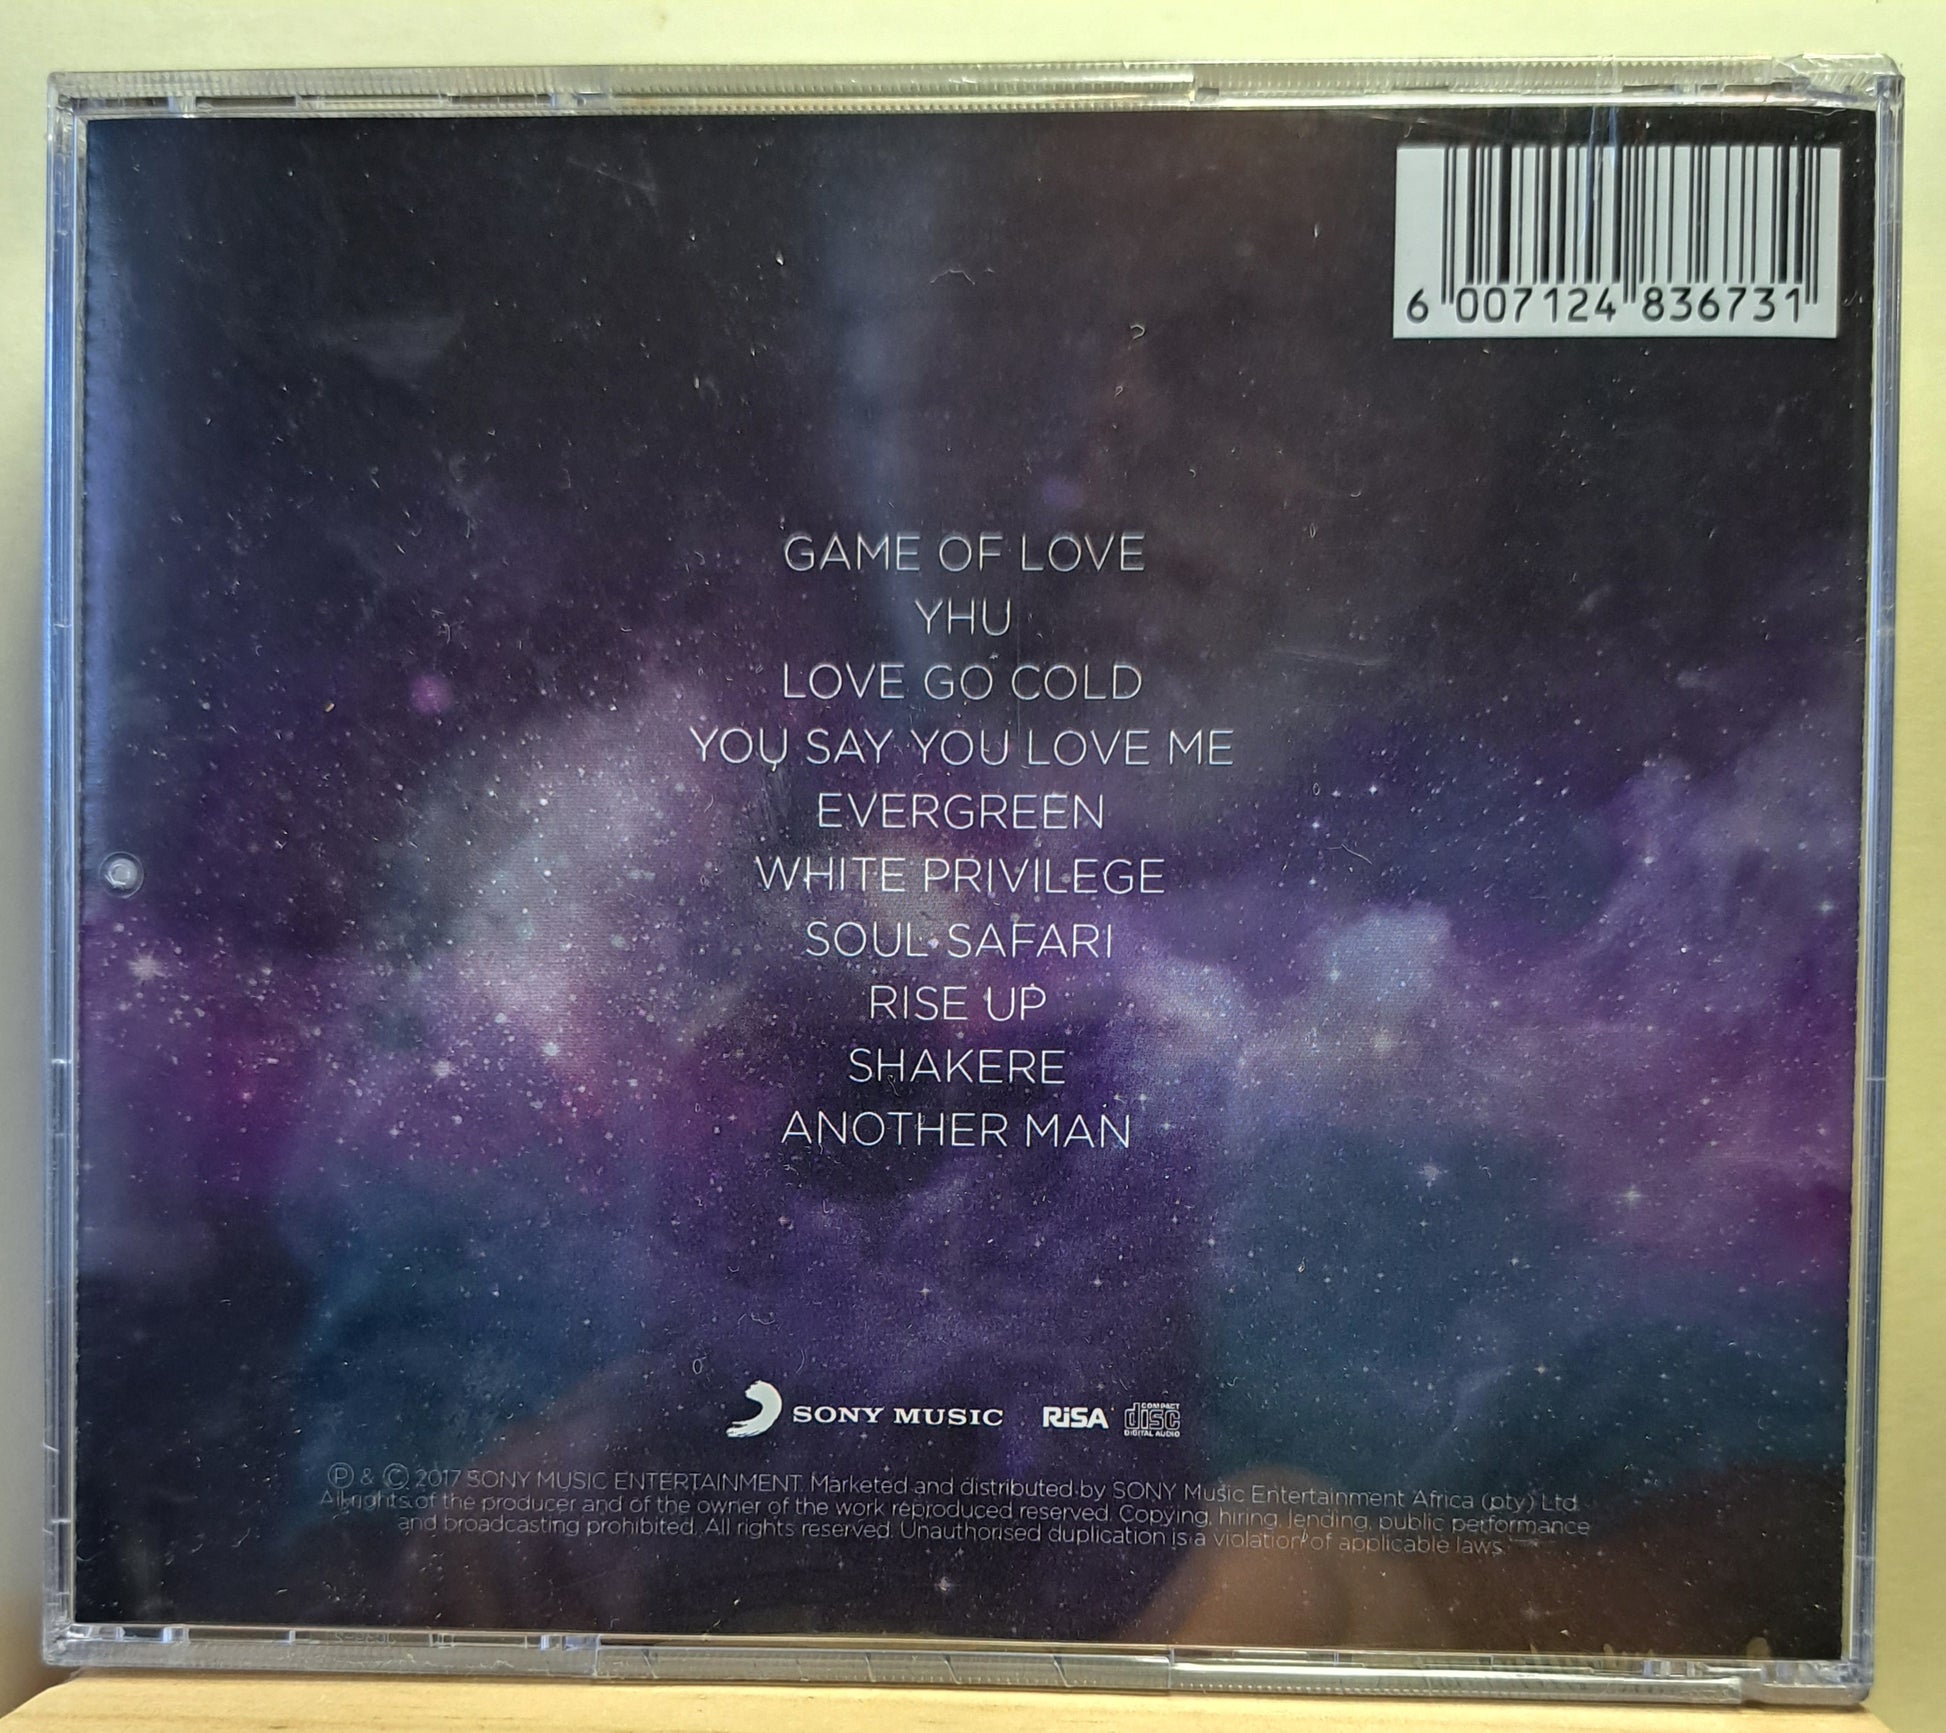 6 007124 836731
GAME OF LOVE
YHU
LOVE GO COLD
YOU SAY YOU LOVE ME
EVERGREEN
WHITE PRIVILEGE
SOUL SAFARI
RISE UP
SHAKERE
ANOTHER MAN
SONY MUSIC RiSA COMPACT disc DIGITAL AUDIO
Ⓟ & © 2017 SONY MUSIC ENTERTAINMENT. Marketed and distributed by SONY Music Entertainment Africa (pty) Ltd.
All rights of the producer and of the owner of the work reproduced reserved. Copying, hiring, lending, public performance
and broadcasting prohibited. All rights reserved. Unauthorised duplication is a violation of applicable laws.